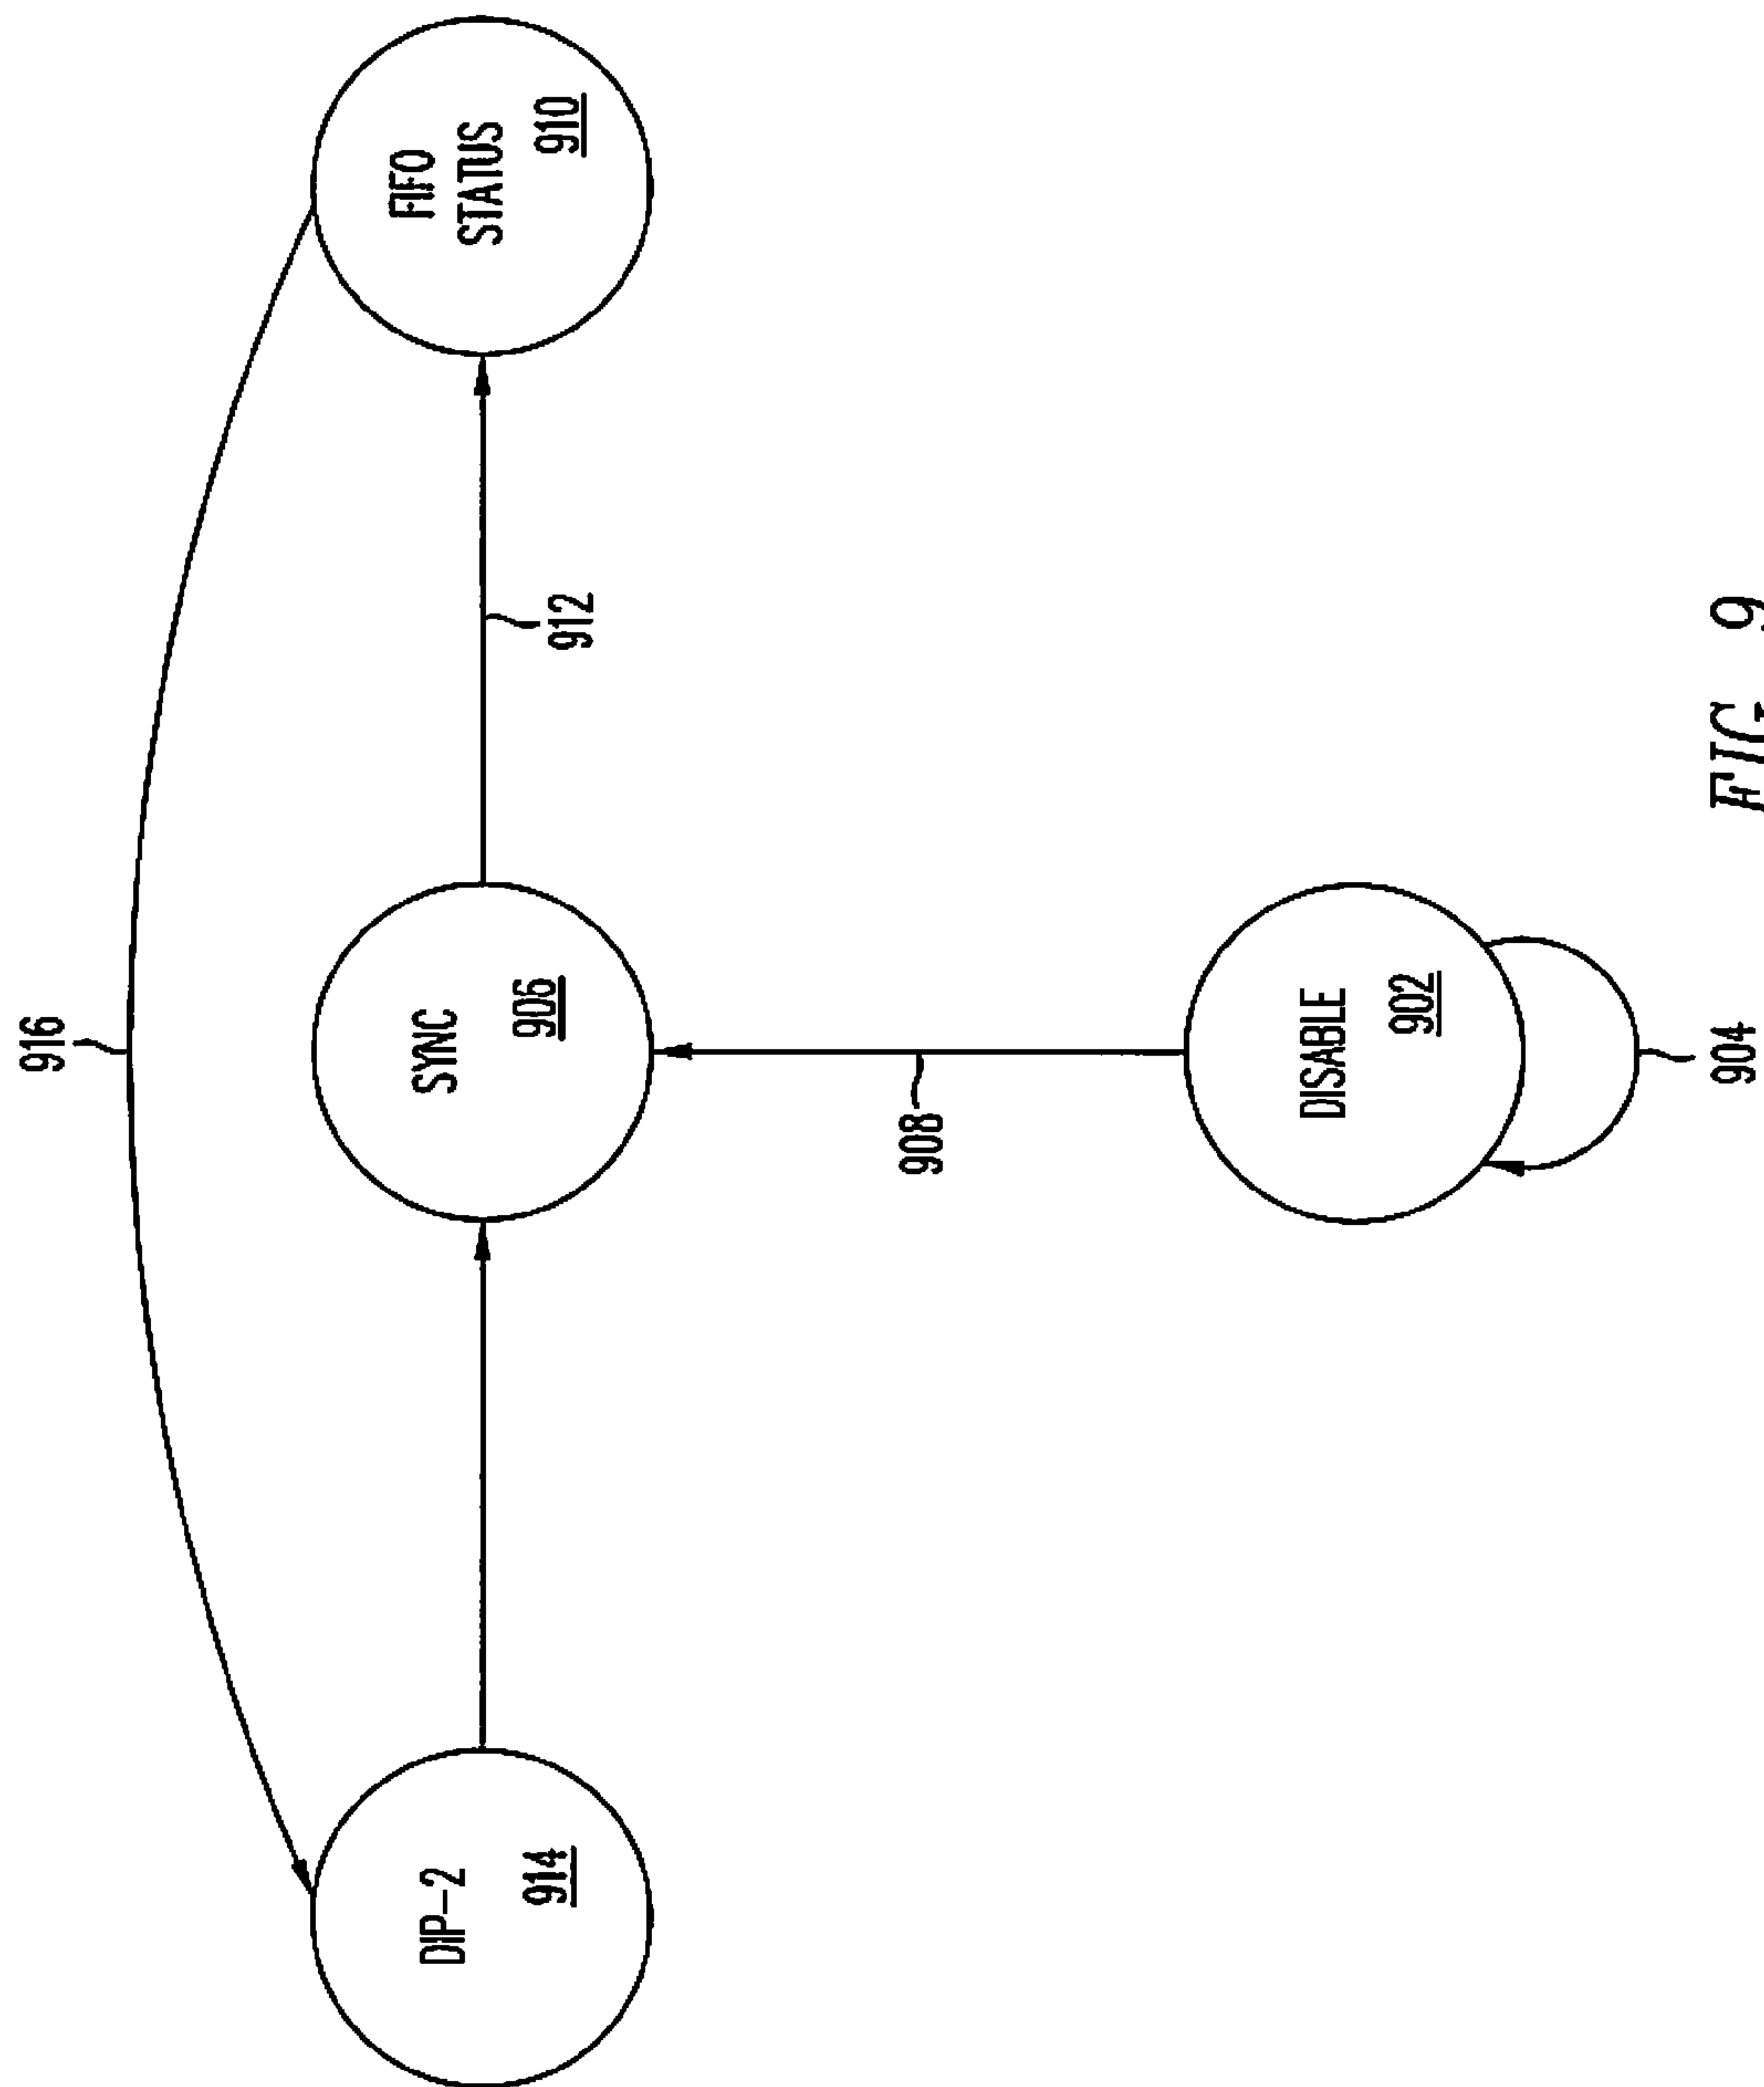 916
FIFO
STATUS
910
912
SYNC
906
908
DISABLE
902
904
DIP-2
914
FIG. 9